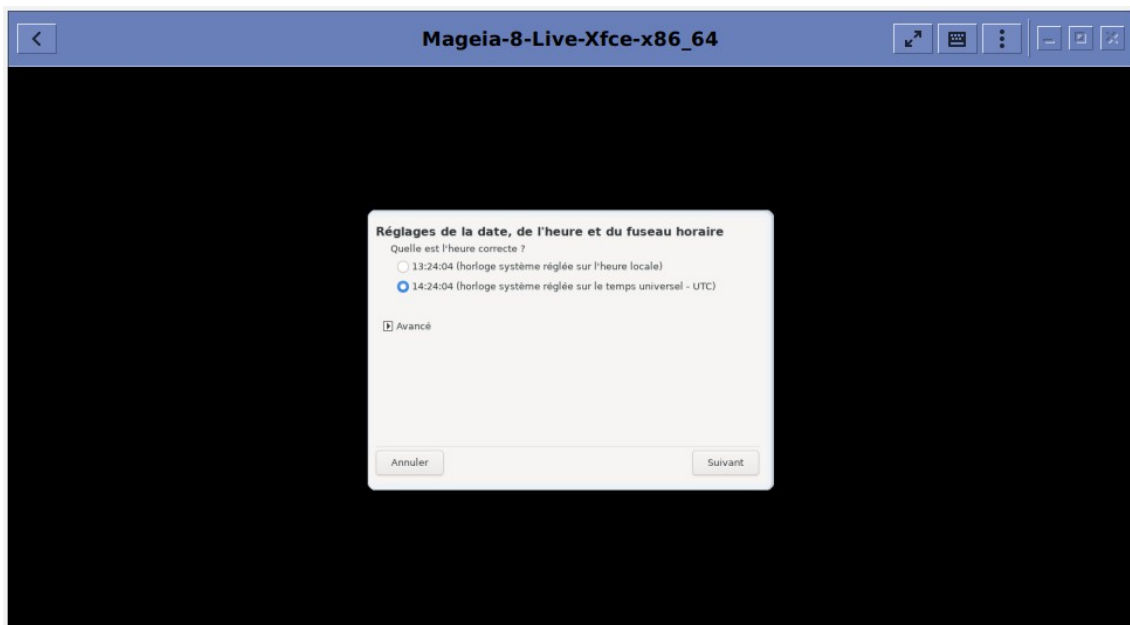 Mageia-8-Live-Xfce-x86_64
Réglages de la date, de l'heure et du fuseau horaire
Quelle est l'heure correcte ?
13:24:04 (horloge système réglée sur l'heure locale)
14:24:04 (horloge système réglée sur le temps universel - UTC)
Avancé
Annuler
Suivant